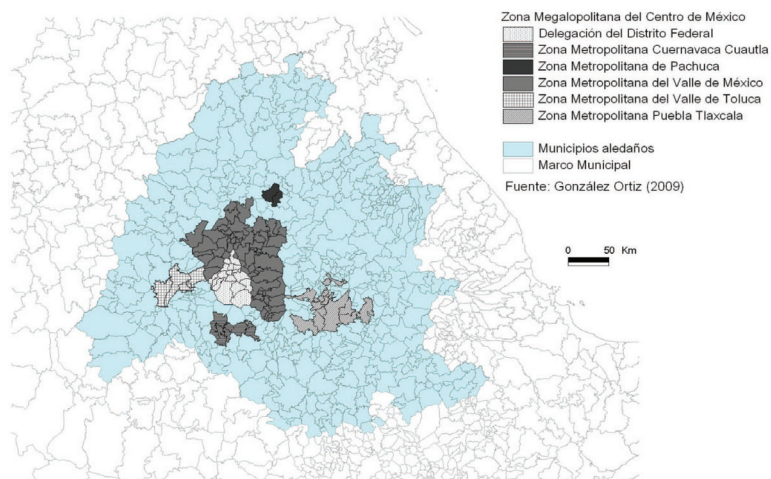 Zona Megalopolitana del Centro de México
Delegación del Distrito Federal
Zona Metropolitana Cuernavaca Cuautla
Zona Metropolitana de Pachuca
Zona Metropolitana del Valle de México
Zona Metropolitana del Valle de Toluca
Zona Metropolitana Puebla Tlaxcala
Municipios aledaños
Marco Municipal
Fuente: González Ortiz (2009)
0 50 Km